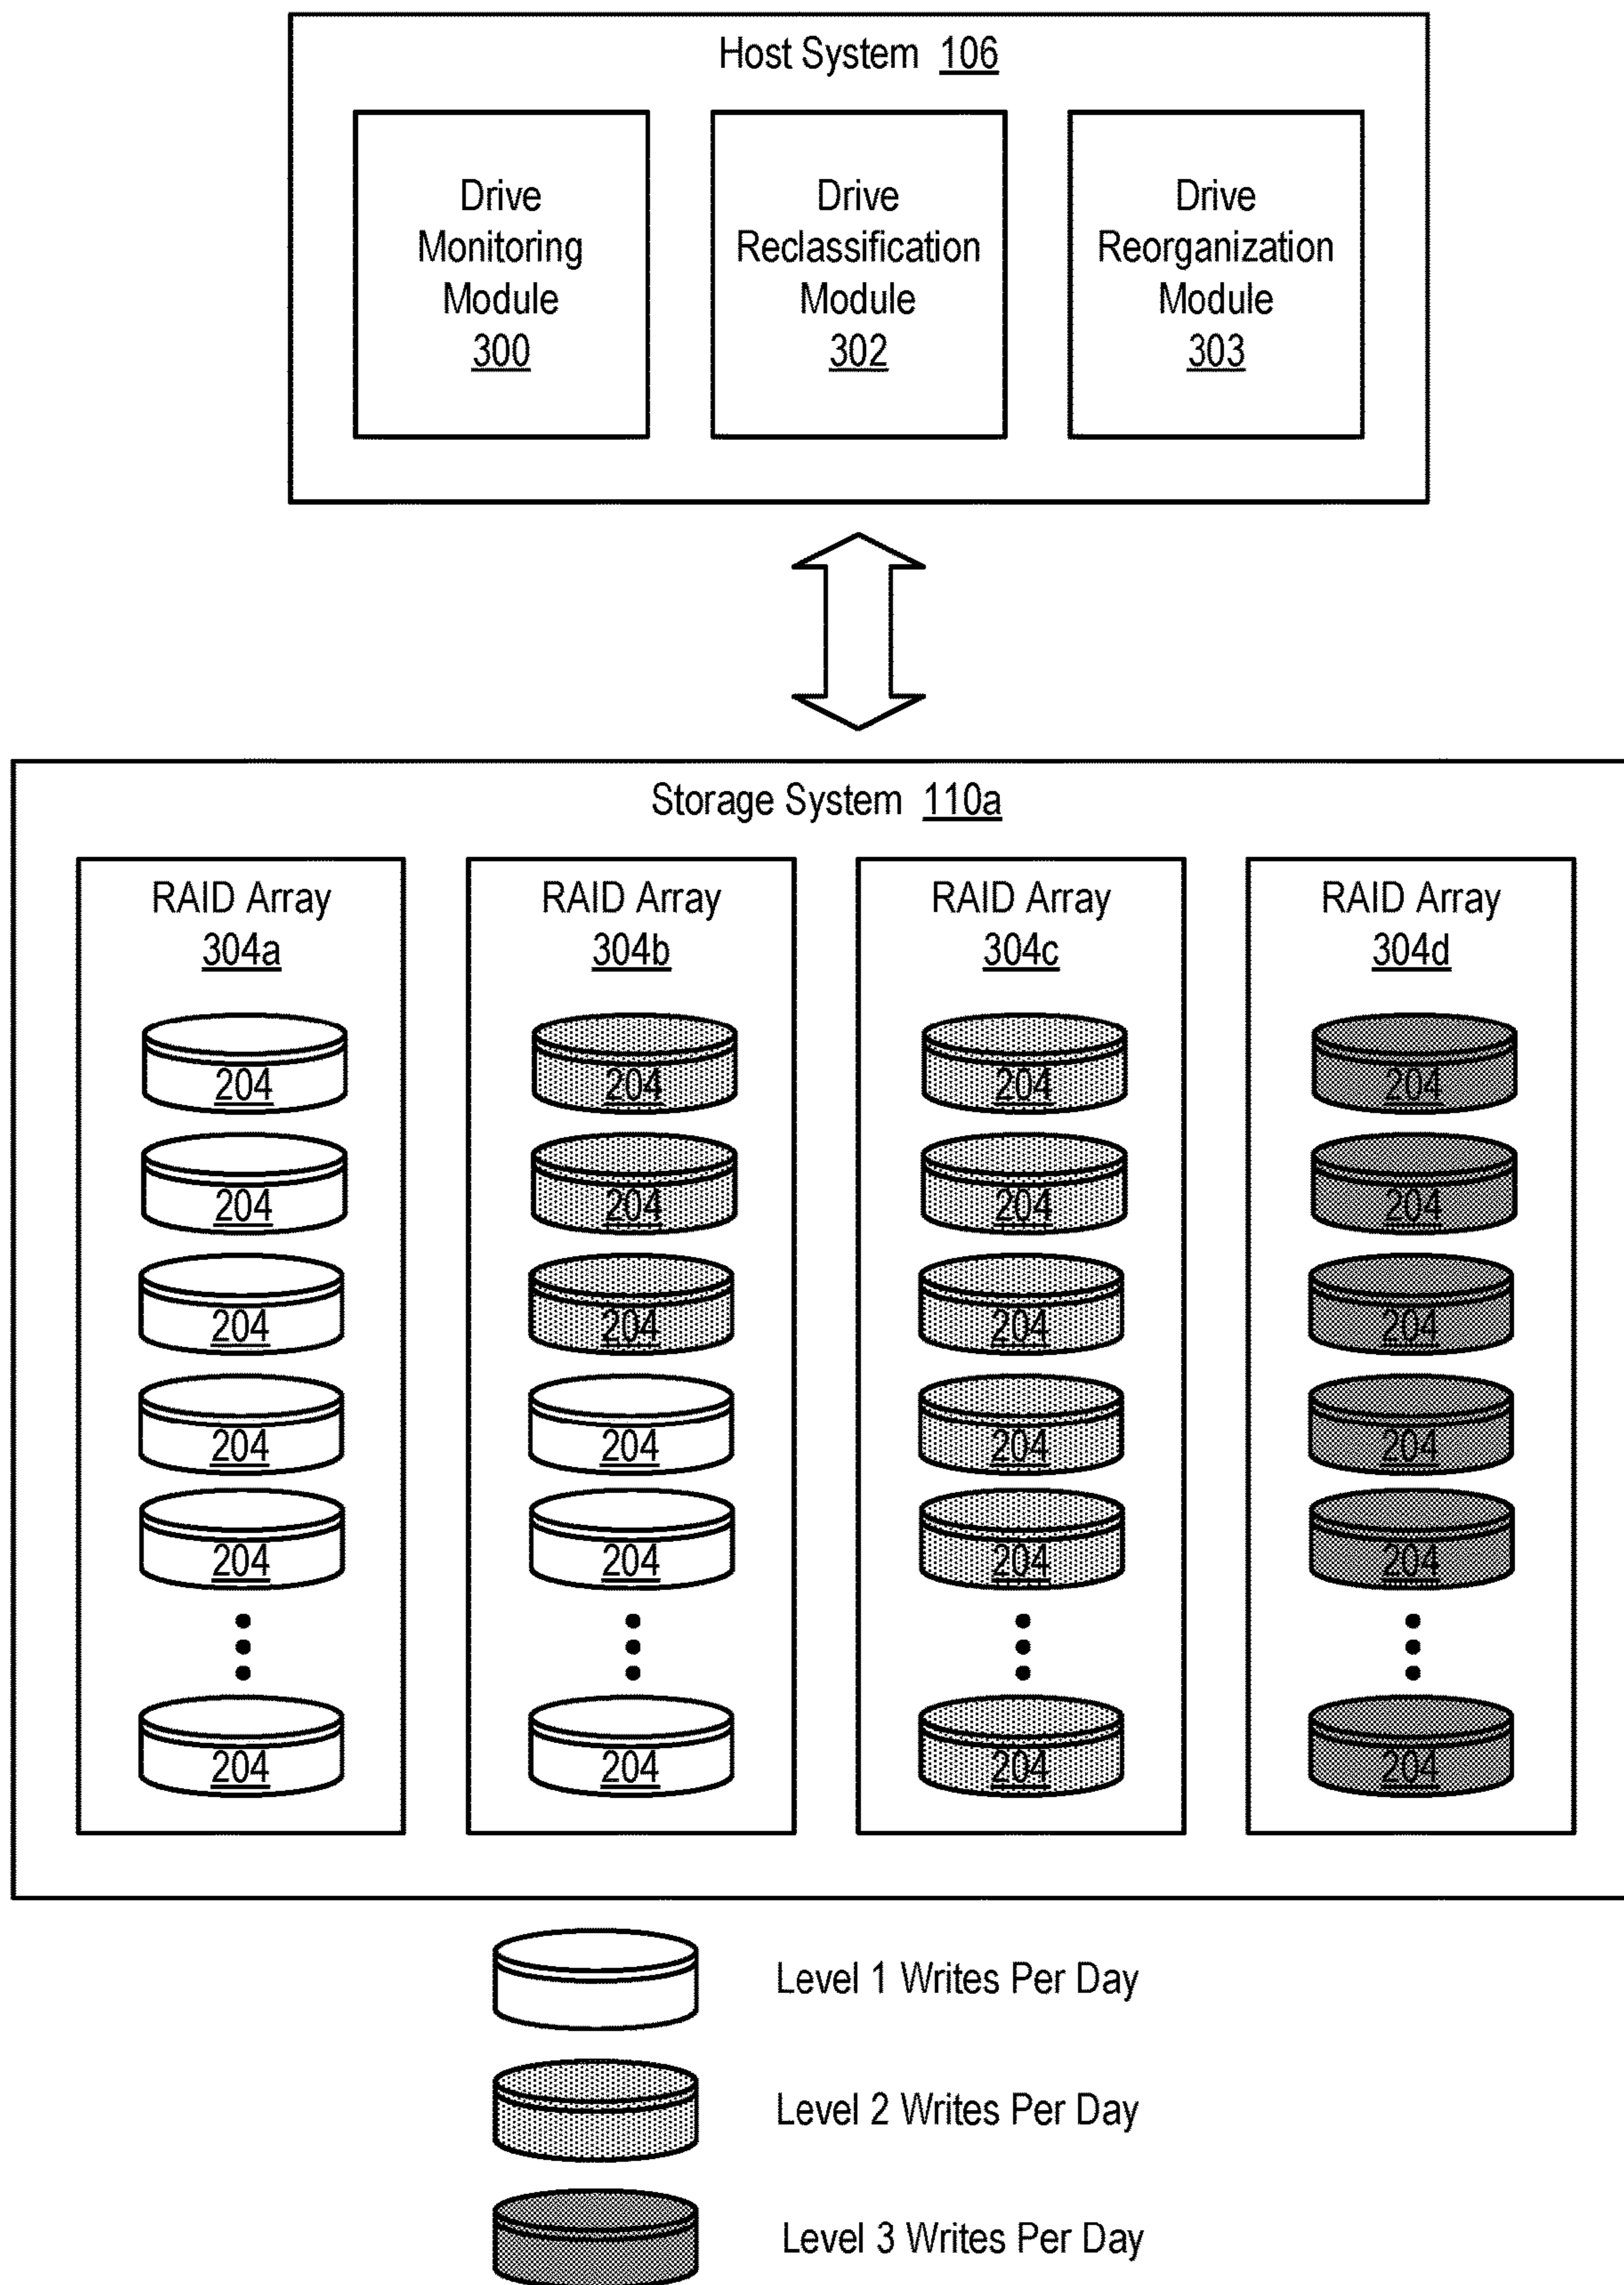 Host System 106
Drive
Monitoring
Module
300
Drive
Reclassification
Module
302
Drive
Reorganization
Module
303
Storage System 110a
RAID Array
304a
204
204
204
204
204
204
RAID Array
304b
204
204
204
204
204
204
RAID Array
304c
204
204
204
204
204
204
RAID Array
304d
204
204
204
204
204
204
Level 1 Writes Per Day
Level 2 Writes Per Day
Level 3 Writes Per Day